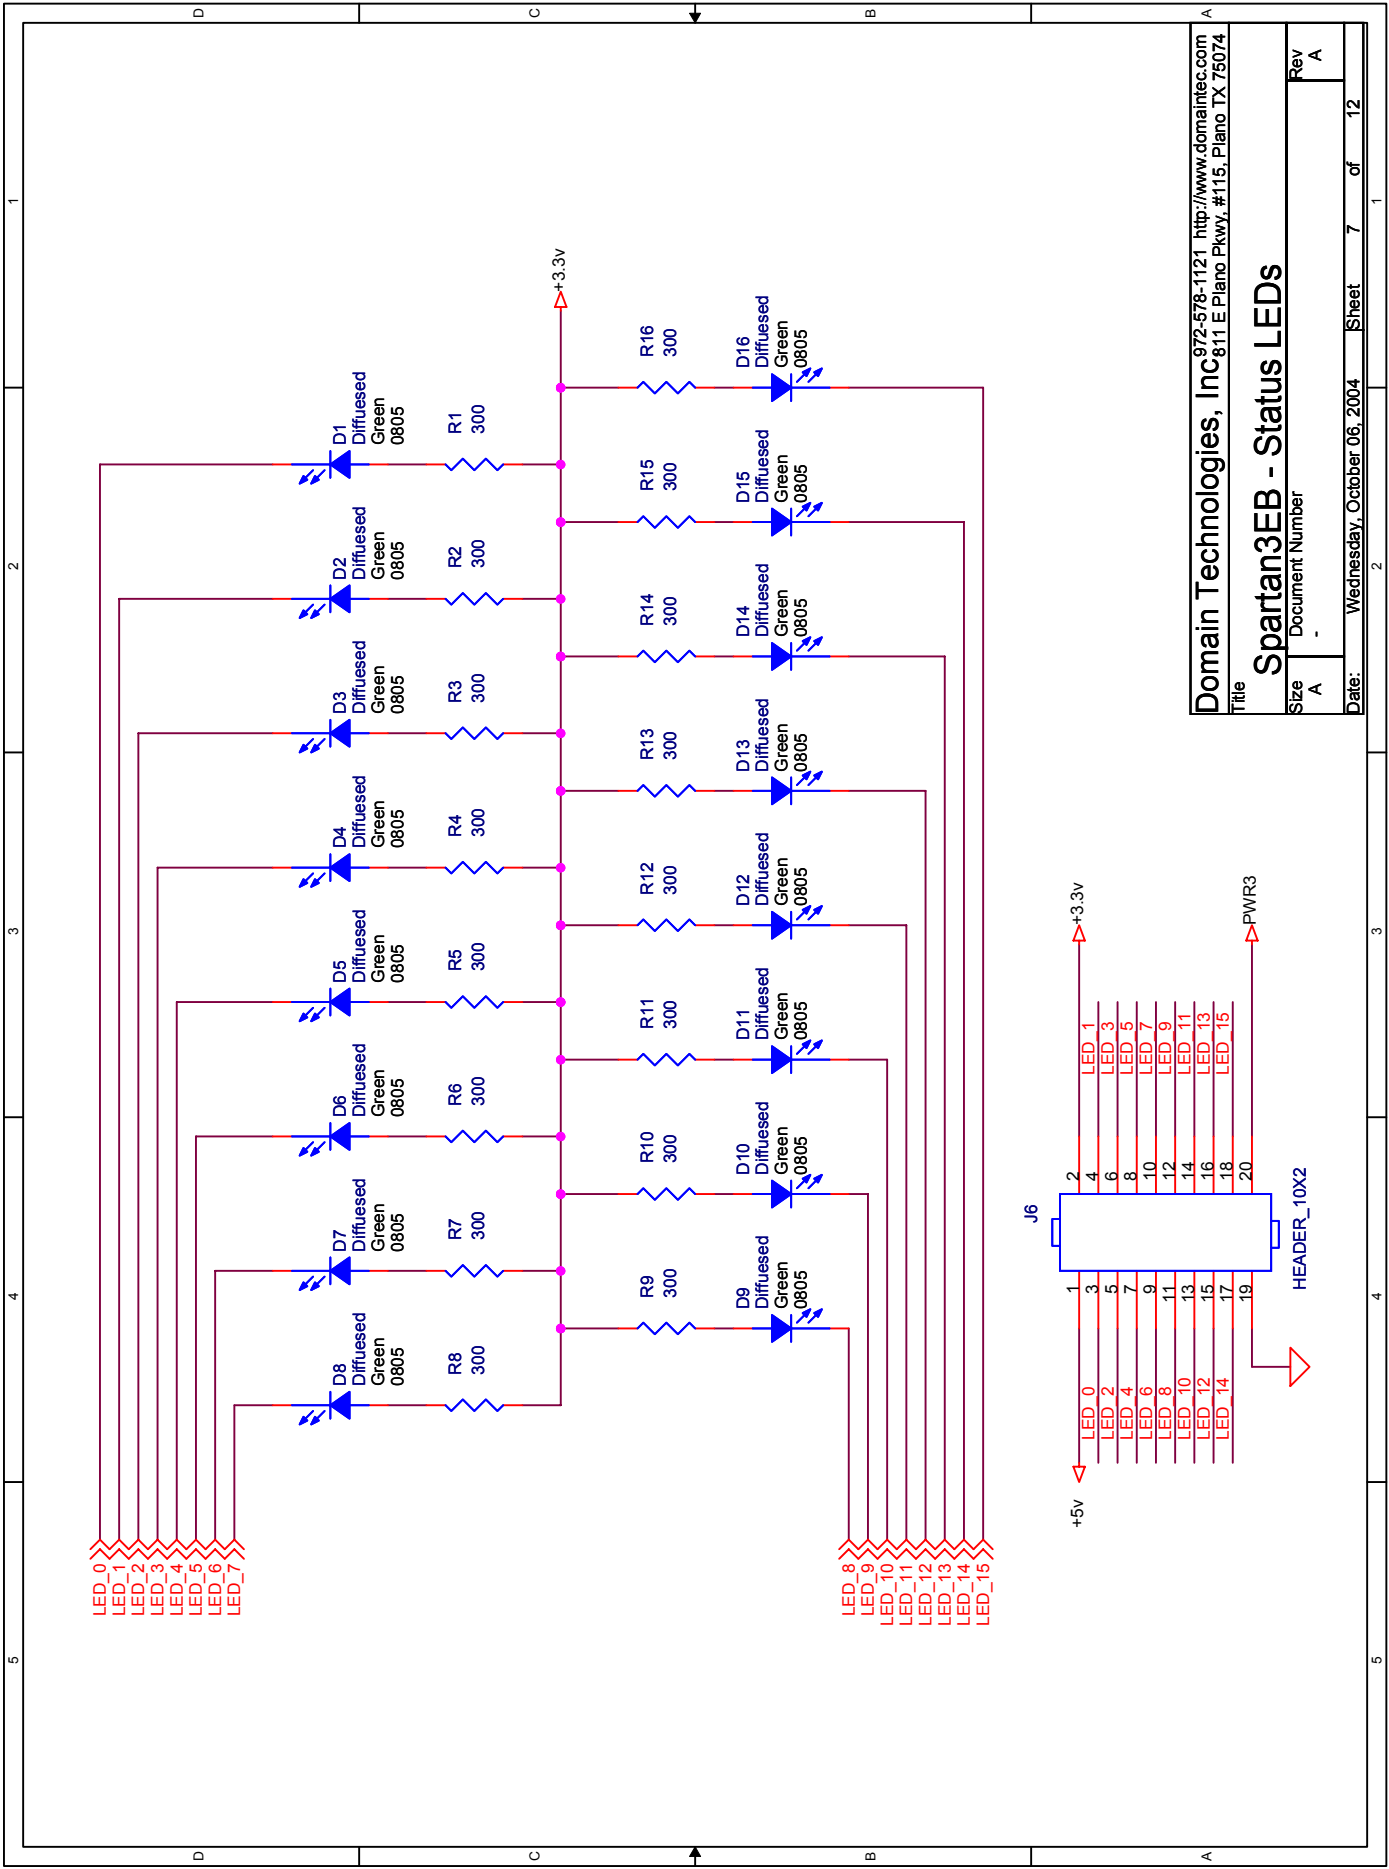 5
4
3
2
1
D
D
C
C
B
B
A
A
5
4
3
2
1
LED_0
LED_1
LED_2
LED_3
LED_4
LED_5
LED_6
LED_7
D8
Diffuesed
Green
0805
D7
Diffuesed
Green
0805
D6
Diffuesed
Green
0805
D5
Diffuesed
Green
0805
D4
Diffuesed
Green
0805
D3
Diffuesed
Green
0805
D2
Diffuesed
Green
0805
D1
Diffuesed
Green
0805
R8
300
R7
300
R6
300
R5
300
R4
300
R3
300
R2
300
R1
300
+3.3v
R9
300
R10
300
R11
300
R12
300
R13
300
R14
300
R15
300
R16
300
D9
Diffuesed
Green
0805
D10
Diffuesed
Green
0805
D11
Diffuesed
Green
0805
D12
Diffuesed
Green
0805
D13
Diffuesed
Green
0805
D14
Diffuesed
Green
0805
D15
Diffuesed
Green
0805
D16
Diffuesed
Green
0805
LED_8
LED_9
LED_10
LED_11
LED_12
LED_13
LED_14
LED_15
J6
+5v 1 2 +3.3v
LED_0 3 4 LED_1
LED_2 5 6 LED_3
LED_4 7 8 LED_5
LED_6 9 10 LED_7
LED_8 11 12 LED_9
LED_10 13 14 LED_11
LED_12 15 16 LED_13
LED_14 17 18 LED_15
19 20 PWR3
HEADER_10X2
Domain Technologies, Inc
972-578-1121 http://www.domaintec.com
811 E Plano Pkwy, #115, Plano TX 75074
Title
Spartan3EB - Status LEDs
Size Document Number Rev
A - A
Date: Wednesday, October 06, 2004 Sheet 7 of 12